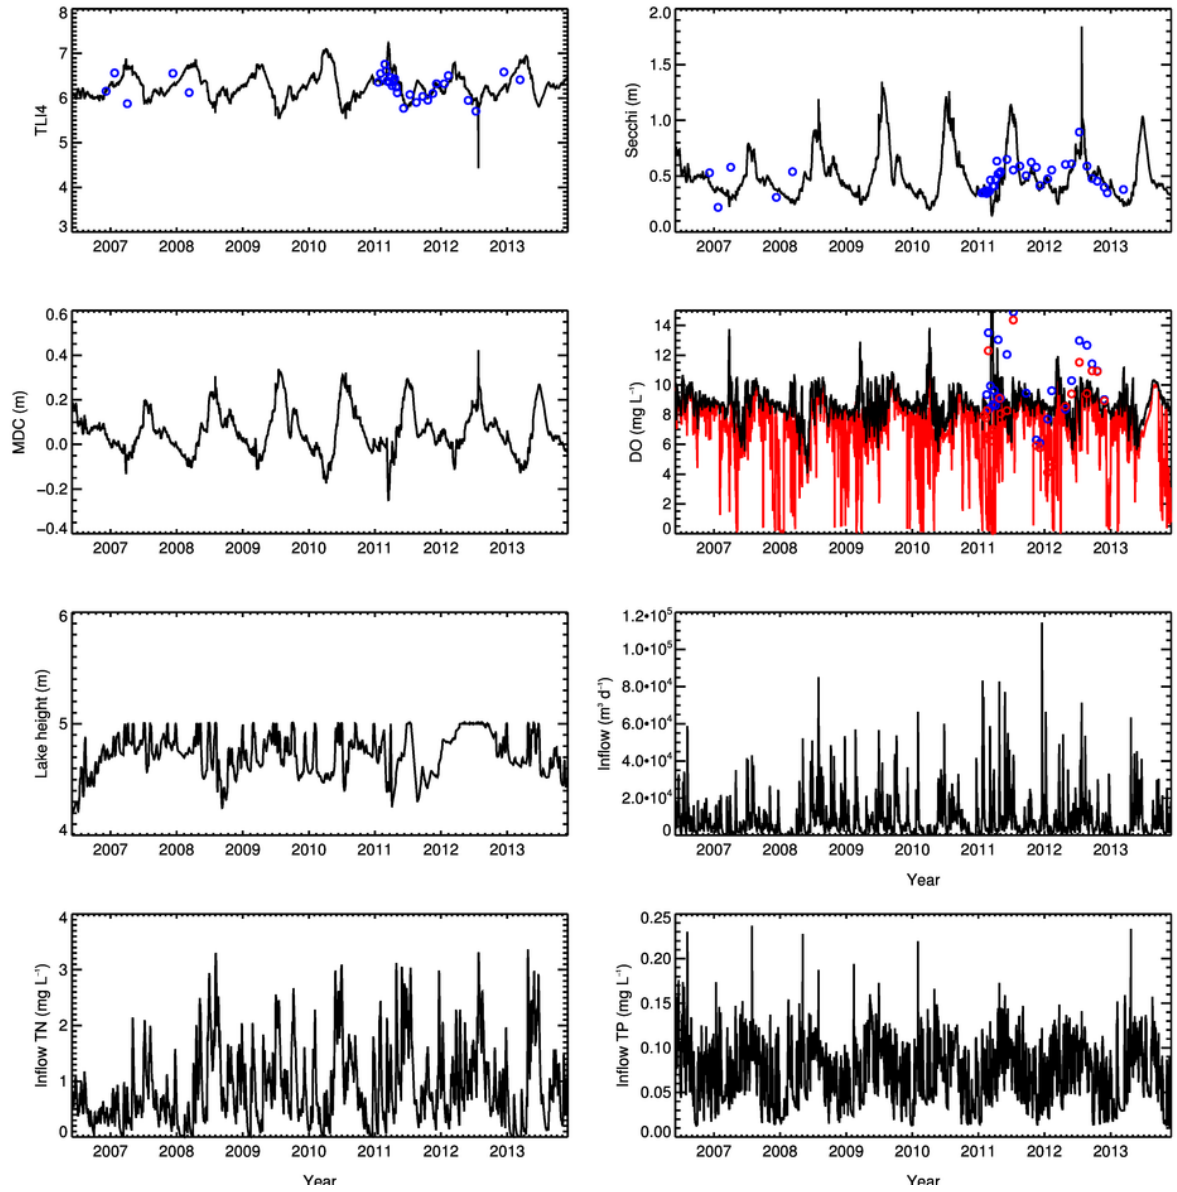 8
7
6
5
4
3
TLI4
2007 2008 2009 2010 2011 2012 2013
2.0
1.5
1.0
0.5
0.0
Secchi (m)
2007 2008 2009 2010 2011 2012 2013
0.6
0.4
0.2
0.0
−0.2
−0.4
MDC (m)
2007 2008 2009 2010 2011 2012 2013
14
12
10
8
6
4
2
0
DO (mg L⁻¹)
2007 2008 2009 2010 2011 2012 2013
6
5
4
Lake height (m)
2007 2008 2009 2010 2011 2012 2013
1.2•10⁵
1.0•10⁵
8.0•10⁴
6.0•10⁴
4.0•10⁴
2.0•10⁴
0
Inflow (m³ d⁻¹)
2007 2008 2009 2010 2011 2012 2013
Year
4
3
2
1
0
Inflow TN (mg L⁻¹)
2007 2008 2009 2010 2011 2012 2013
Year
0.25
0.20
0.15
0.10
0.05
0.00
Inflow TP (mg L⁻¹)
2007 2008 2009 2010 2011 2012 2013
Year